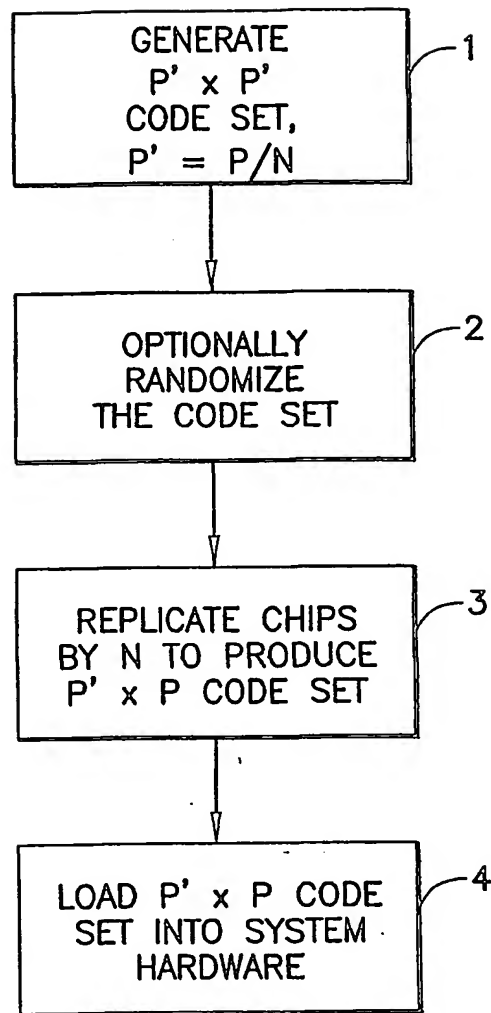 GENERATE
P' x P'
CODE SET,
P' = P/N
1
OPTIONALLY
RANDOMIZE
THE CODE SET
2
REPLICATE CHIPS
BY N TO PRODUCE
P' x P CODE SET
3
LOAD P' x P CODE
SET INTO SYSTEM
HARDWARE
4